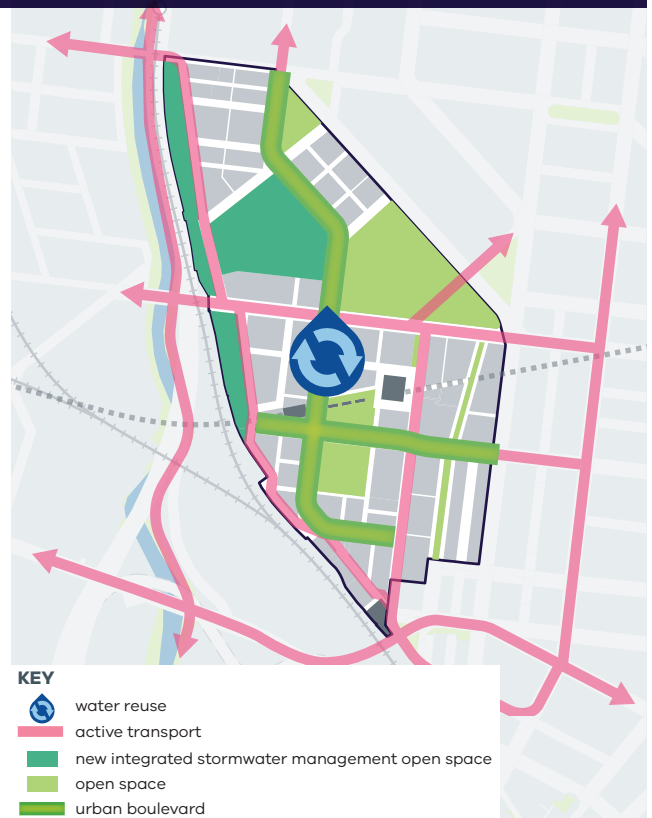 KEY
water reuse
active transport
new integrated stormwater management open space
open space
urban boulevard